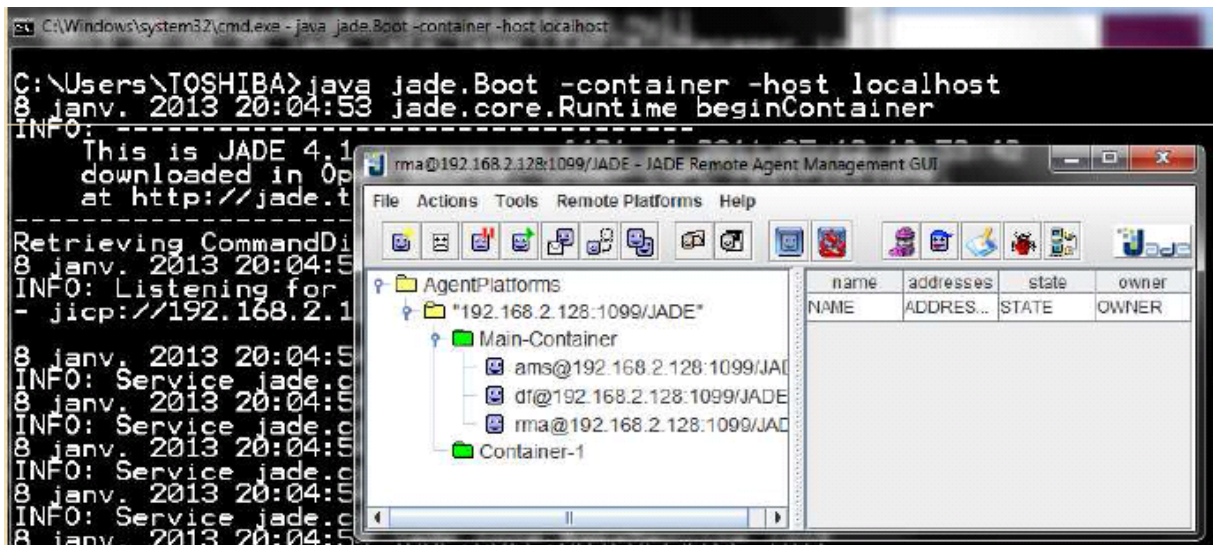 C:\Windows\system32\cmd.exe - java jade.Boot -container -host localhost
C:\Users\TOSHIBA>java jade.Boot -container -host localhost
8 janv. 2013 20:04:53 jade.core.Runtime beginContainer
INFO: ----------------------------------
This is JADE 4.1
downloaded in Op
at http://jade.t
Retrieving CommandDi
8 janv. 2013 20:04:5
INFO: Listening for
- jicp://192.168.2.1
8 janv. 2013 20:04:5
INFO: Service jade.c
8 janv. 2013 20:04:5
INFO: Service jade.c
8 janv. 2013 20:04:5
INFO: Service jade.c
8 janv. 2013 20:04:5
INFO: Service jade.c
8 janv. 2013 20:04:5
rma@192.168.2.128:1099/JADE - JADE Remote Agent Management GUI
File Actions Tools Remote Platforms Help
Jade
AgentPlatforms
"192.168.2.128:1099/JADE"
Main-Container
ams@192.168.2.128:1099/JAD
df@192.168.2.128:1099/JADE
rma@192.168.2.128:1099/JAD
Container-1
name addresses state owner
NAME ADDRES... STATE OWNER